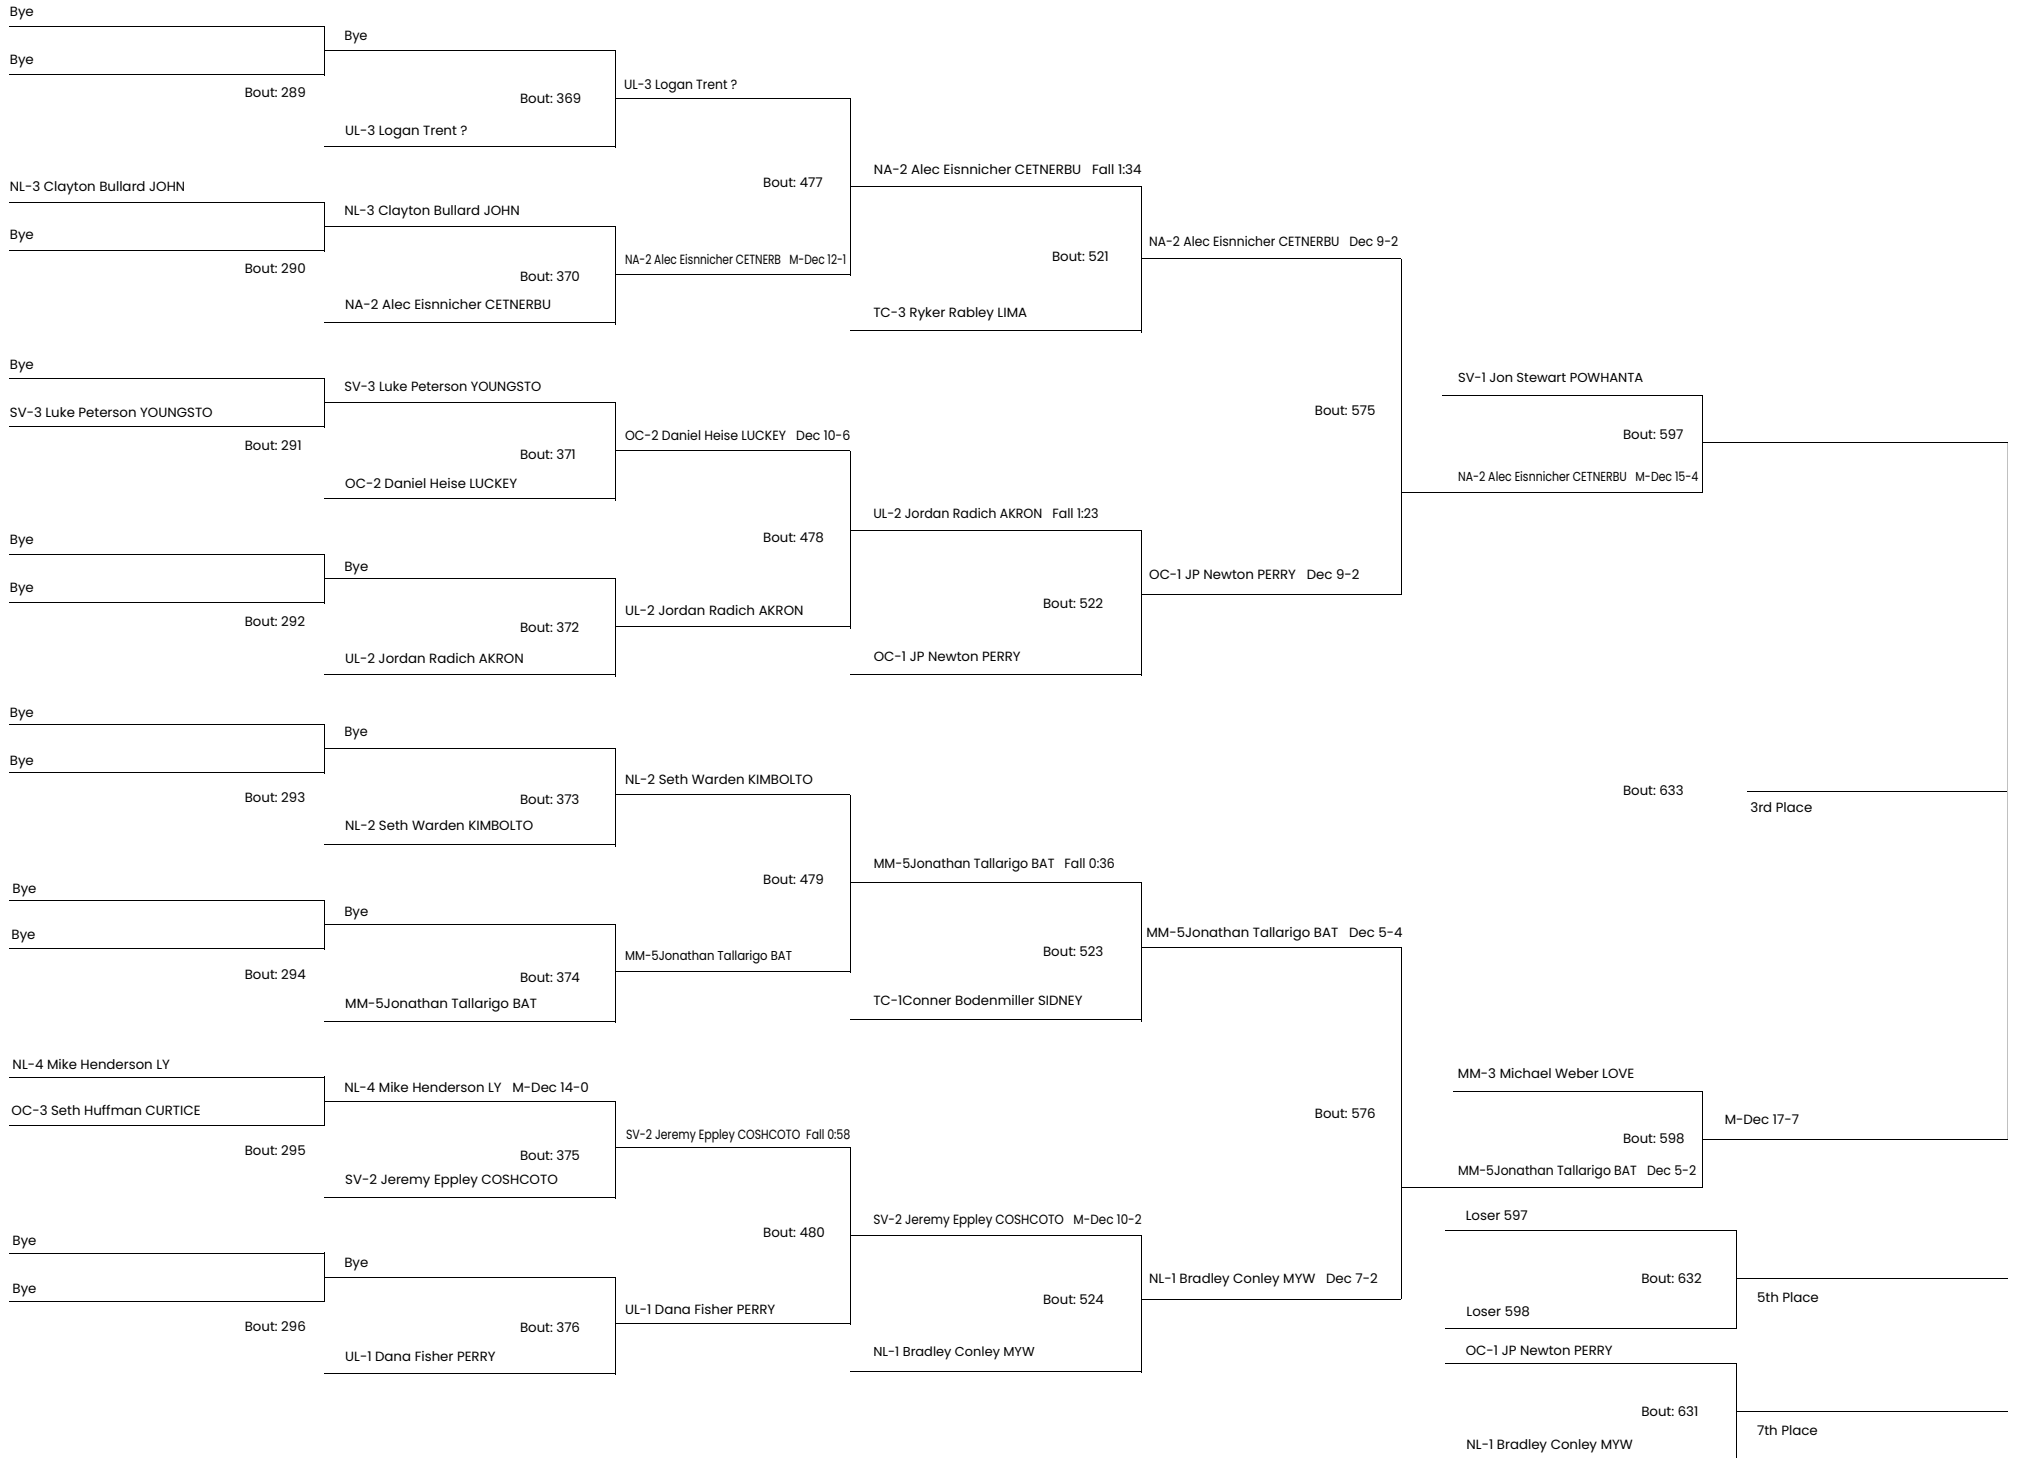 Bye
Bye
Bout: 289
Bye
Bout: 369
UL-3 Logan Trent ?
UL-3 Logan Trent ?
NL-3 Clayton Bullard JOHN
Bye
Bout: 290
NL-3 Clayton Bullard JOHN
Bout: 370
NA-2 Alec Eisnnicher CETNERBU
Bout: 477
NA-2 Alec Eisnnicher CETNERB M-Dec 12-1
NA-2 Alec Eisnnicher CETNERBU Fall 1:34
Bout: 521
TC-3 Ryker Rabley LIMA
NA-2 Alec Eisnnicher CETNERBU Dec 9-2
Bye
SV-3 Luke Peterson YOUNGSTO
Bout: 291
SV-3 Luke Peterson YOUNGSTO
Bout: 371
OC-2 Daniel Heise LUCKEY
OC-2 Daniel Heise LUCKEY Dec 10-6
Bye
Bye
Bout: 292
Bye
Bout: 372
UL-2 Jordan Radich AKRON
Bout: 478
UL-2 Jordan Radich AKRON
UL-2 Jordan Radich AKRON Fall 1:23
Bout: 522
OC-1 JP Newton PERRY
OC-1 JP Newton PERRY Dec 9-2
Bout: 575
SV-1 Jon Stewart POWHANTA
Bout: 597
NA-2 Alec Eisnnicher CETNERBU M-Dec 15-4
Bye
Bye
Bout: 293
Bye
Bout: 373
NL-2 Seth Warden KIMBOLTO
NL-2 Seth Warden KIMBOLTO
Bye
Bye
Bout: 294
Bye
Bout: 374
MM-5Jonathan Tallarigo BAT
Bout: 479
MM-5Jonathan Tallarigo BAT
MM-5Jonathan Tallarigo BAT Fall 0:36
Bout: 523
TC-1Conner Bodenmiller SIDNEY
MM-5Jonathan Tallarigo BAT Dec 5-4
Bout: 633
3rd Place
NL-4 Mike Henderson LY
OC-3 Seth Huffman CURTICE
Bout: 295
NL-4 Mike Henderson LY M-Dec 14-0
Bout: 375
SV-2 Jeremy Eppley COSHCOTO
SV-2 Jeremy Eppley COSHCOTO Fall 0:58
Bye
Bye
Bout: 296
Bye
Bout: 376
UL-1 Dana Fisher PERRY
Bout: 480
UL-1 Dana Fisher PERRY
SV-2 Jeremy Eppley COSHCOTO M-Dec 10-2
Bout: 524
NL-1 Bradley Conley MYW
NL-1 Bradley Conley MYW Dec 7-2
Bout: 576
MM-3 Michael Weber LOVE
Bout: 598
MM-5Jonathan Tallarigo BAT Dec 5-2
M-Dec 17-7
Loser 597
Bout: 632
Loser 598
5th Place
OC-1 JP Newton PERRY
Bout: 631
NL-1 Bradley Conley MYW
7th Place